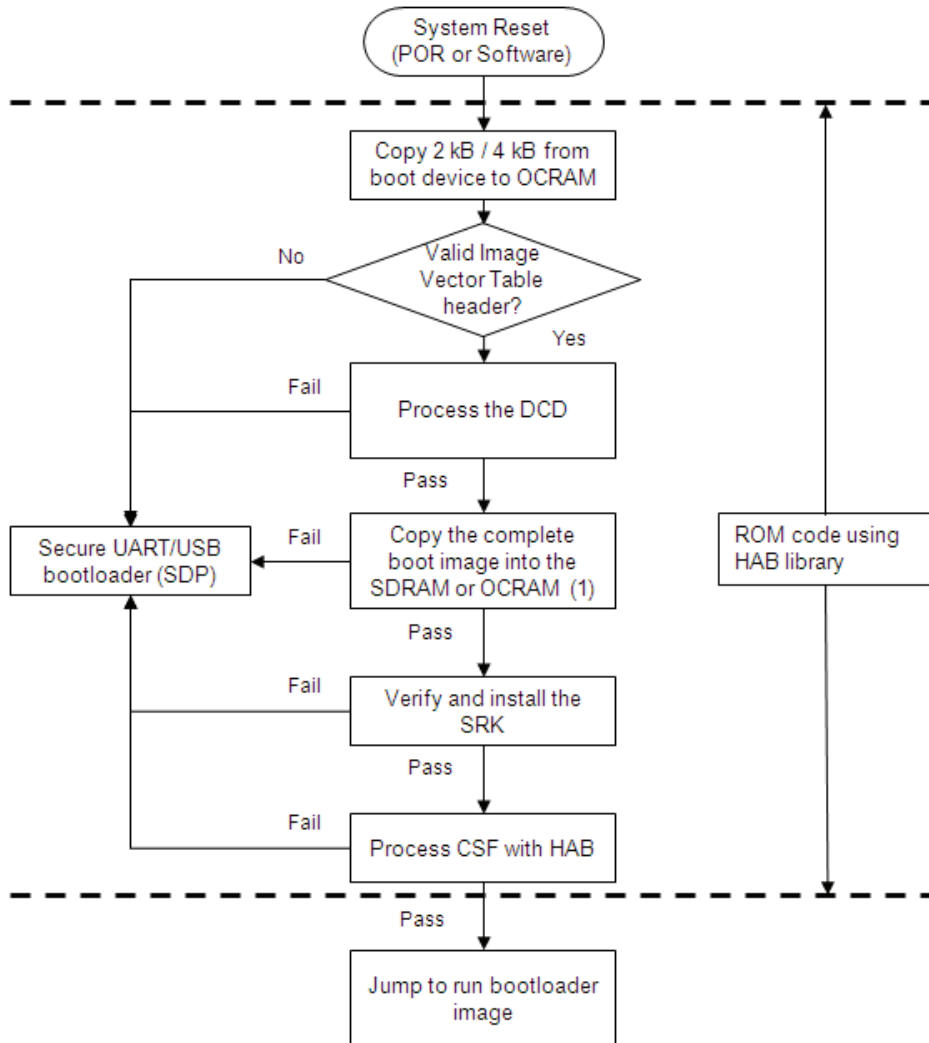 System Reset
(POR or Software)
Copy 2 kB / 4 kB from
boot device to OCRAM
No
Valid Image
Vector Table
header?
Yes
Fail
Process the DCD
Pass
Secure UART/USB
bootloader (SDP)
Fail
Copy the complete
boot image into the
SDRAM or OCRAM (1)
ROM code using
HAB library
Pass
Fail
Verify and install the
SRK
Pass
Fail
Process CSF with HAB
Pass
Jump to run bootloader
image